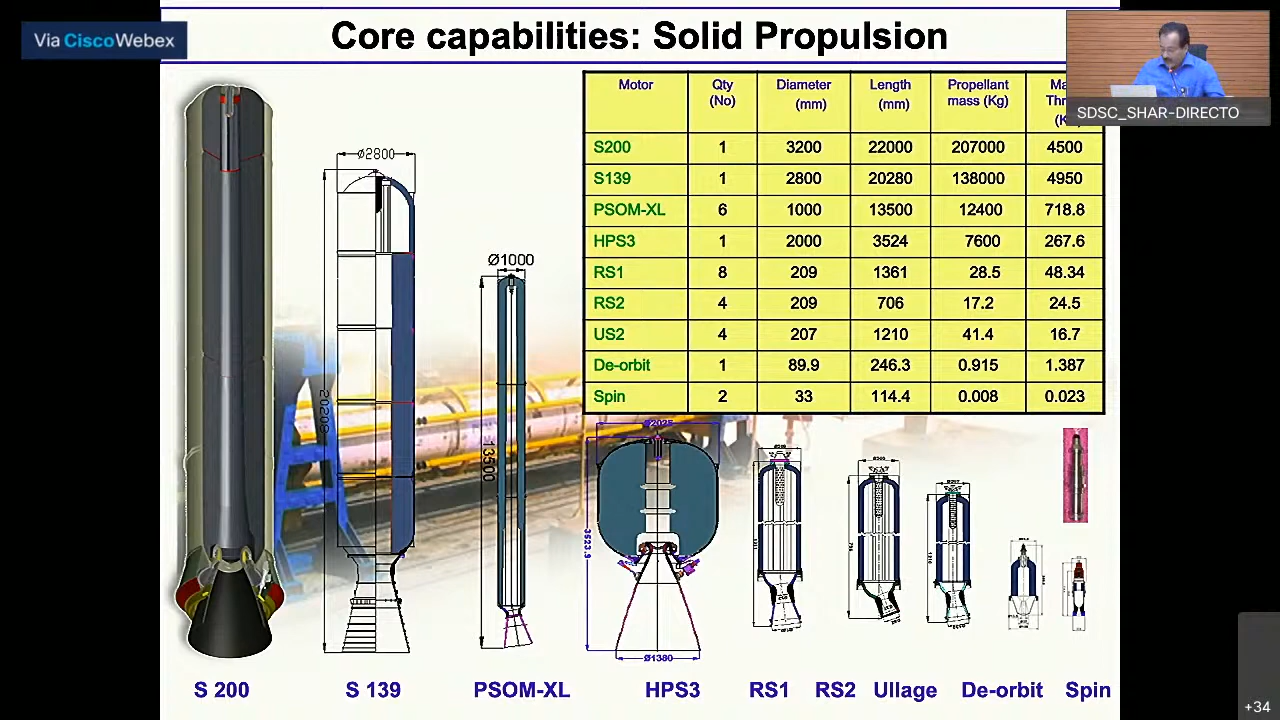 Via Cisco Webex
Core capabilities: Solid Propulsion
SDSC_SHAR-DIRECTO
Motor Qty (No) Diameter (mm) Length (mm) Propellant mass (Kg)
S200 1 3200 22000 207000 4500
S139 1 2800 20280 138000 4950
PSOM-XL 6 1000 13500 12400 718.8
HPS3 1 2000 3524 7600 267.6
RS1 8 209 1361 28.5 48.34
RS2 4 209 706 17.2 24.5
US2 4 207 1210 41.4 16.7
De-orbit 1 89.9 246.3 0.915 1.387
Spin 2 33 114.4 0.008 0.023
Ø2800
Ø1000
13500
3523.9
Ø1380
S 200 S 139 PSOM-XL HPS3 RS1 RS2 Ullage De-orbit Spin
+34